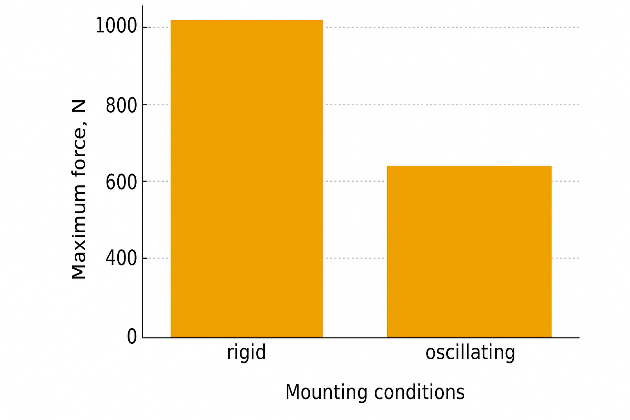 Maximum force, N
1000
800
600
400
0
rigid
oscillating
Mounting conditions